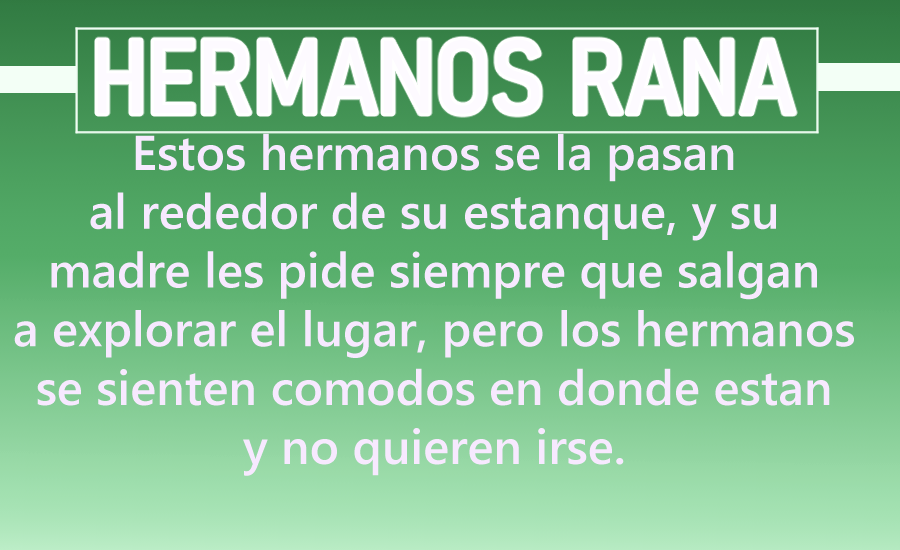 HERMANOS RANA
Estos hermanos se la pasan
al rededor de su estanque, y su
madre les pide siempre que salgan
a explorar el lugar, pero los hermanos
se sienten comodos en donde estan
y no quieren irse.